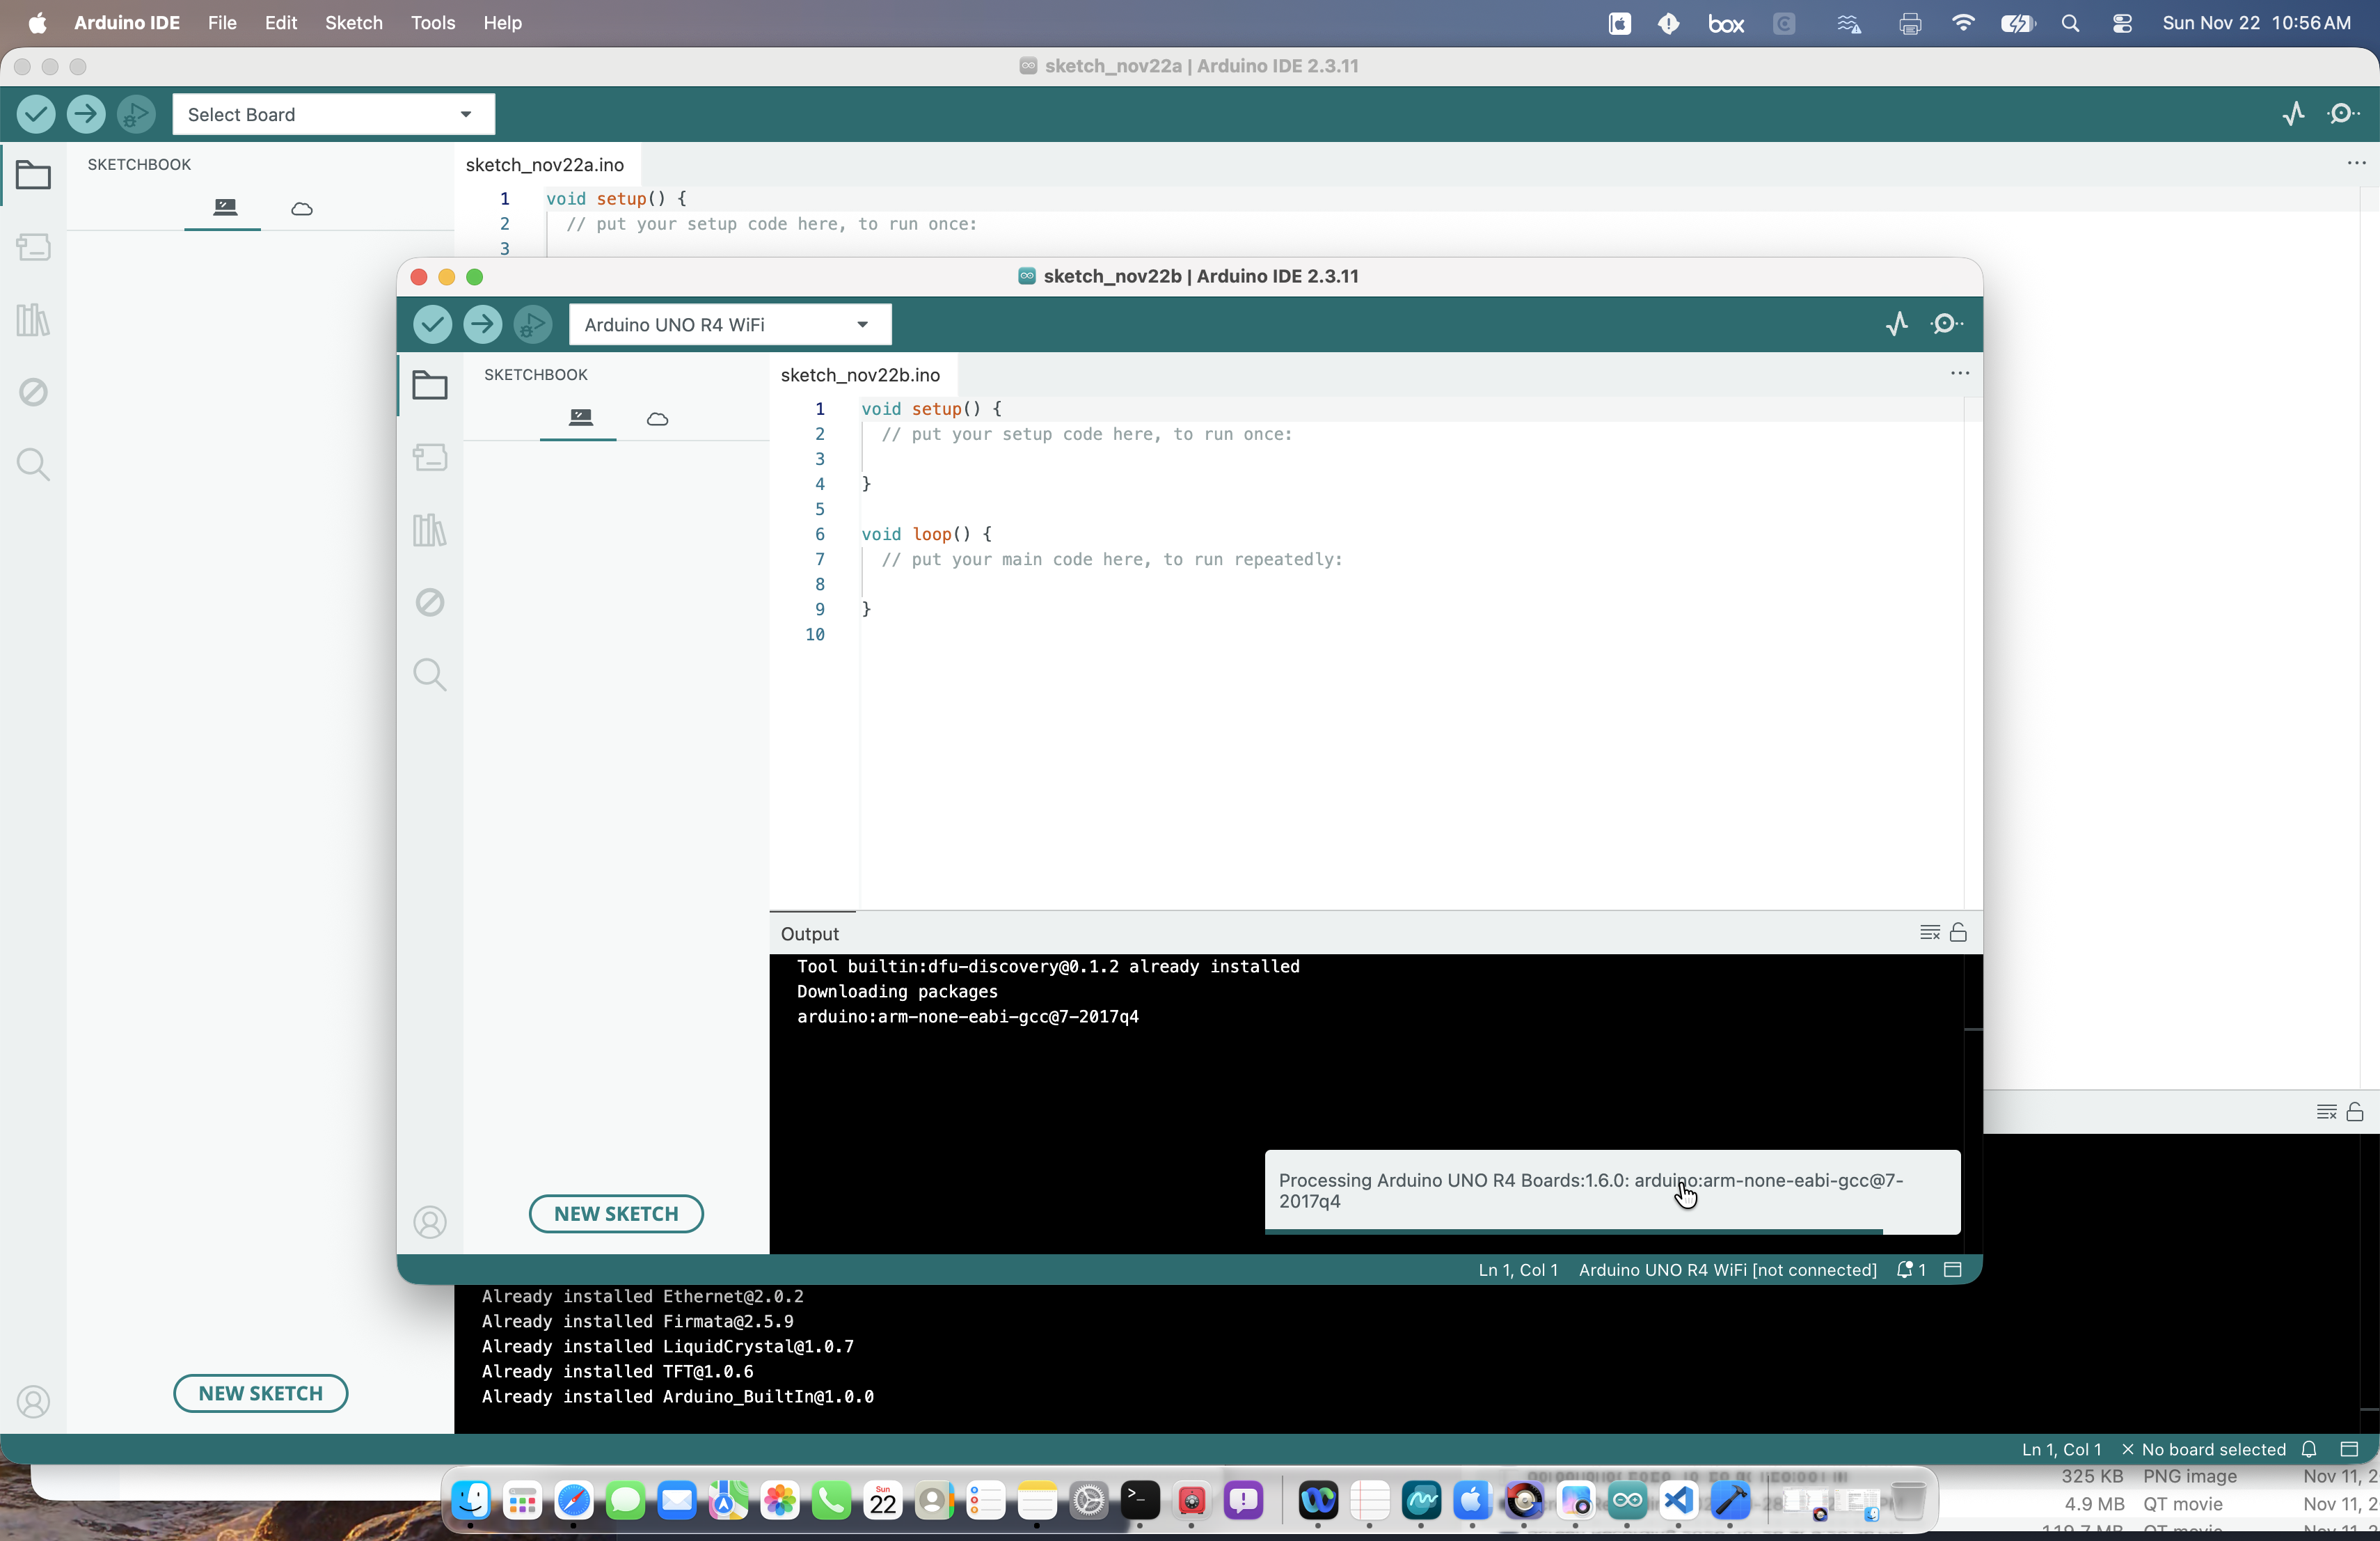 Arduino IDE File Edit Sketch Tools Help
box Sun Nov 22 10:56 AM
sketch_nov22a | Arduino IDE 2.3.11
Select Board
SKETCHBOOK
sketch_nov22a.ino
1 void setup() {
2 // put your setup code here, to run once:
3
sketch_nov22b | Arduino IDE 2.3.11
Arduino UNO R4 WiFi
SKETCHBOOK
sketch_nov22b.ino
1 void setup() {
2 // put your setup code here, to run once:
3
4 }
5
6 void loop() {
7 // put your main code here, to run repeatedly:
8
9 }
10
Output
Tool builtin:dfu-discovery@0.1.2 already installed
Downloading packages
arduino:arm-none-eabi-gcc@7-2017q4
Processing Arduino UNO R4 Boards:1.6.0: arduino:arm-none-eabi-gcc@7-
2017q4
NEW SKETCH
Ln 1, Col 1 Arduino UNO R4 WiFi [not connected] 1
Already installed Ethernet@2.0.2
Already installed Firmata@2.5.9
Already installed LiquidCrystal@1.0.7
Already installed TFT@1.0.6
Already installed Arduino_BuiltIn@1.0.0
NEW SKETCH
Ln 1, Col 1 No board selected
325 KB PNG image Nov 11, 2
4.9 MB QT movie Nov 11, 2
Sun
22